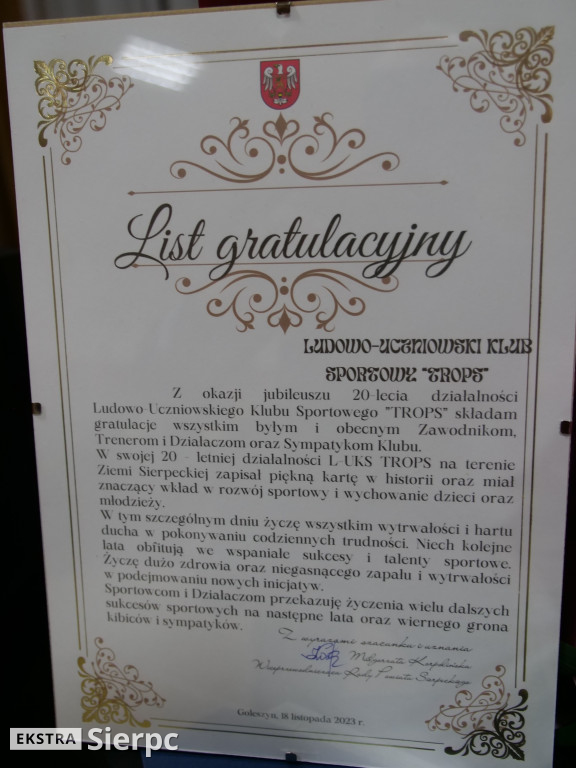 List gratulacyjny
LUDOWO-UCZNIOWSKI KLUB
SPORTOWY "TROPS"
Z okazji jubileuszu 20-lecia działalności
Ludowo-Uczniowskiego Klubu Sportowego "TROPS" składam
gratulacje wszystkim byłym i obecnym Zawodnikom,
Trenerom i Działaczom oraz Sympatykom Klubu.
W swojej 20 - letniej działalności L-UKS TROPS na terenie
Ziemi Sierpeckiej zapisał piękną kartę w historii oraz miał
znaczący wkład w rozwój sportowy i wychowanie dzieci oraz
młodzieży.
W tym szczególnym dniu życzę wszystkim wytrwałości i hartu
ducha w pokonywaniu codziennych trudności. Niech kolejne
lata obfitują we wspaniałe sukcesy i talenty sportowe.
Życzę dużo zdrowia oraz niegasnącego zapału i wytrwałości
w podejmowaniu nowych inicjatyw.
Sportowcom i Działaczom przekazuję życzenia wielu dalszych
sukcesów sportowych na następne lata oraz wiernego grona
kibiców i sympatyków.
Z wyrazami szacunku i uznania
Małgorzata Korpolińska
Wiceprzewodnicząca Rady Powiatu Sierpeckiego
Goleszyn, 18 listopada 2023 r.
EKSTRA Sierpc